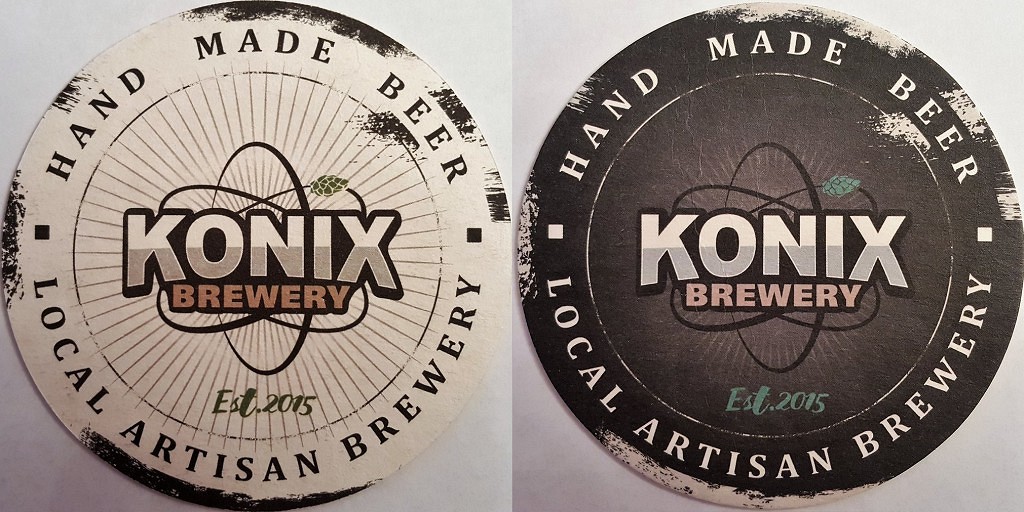 HAND MADE BEER
KONIX
BREWERY
Est.2015
LOCAL ARTISAN BREWERY
HAND MADE BEER
KONIX
BREWERY
Est.2015
LOCAL ARTISAN BREWERY